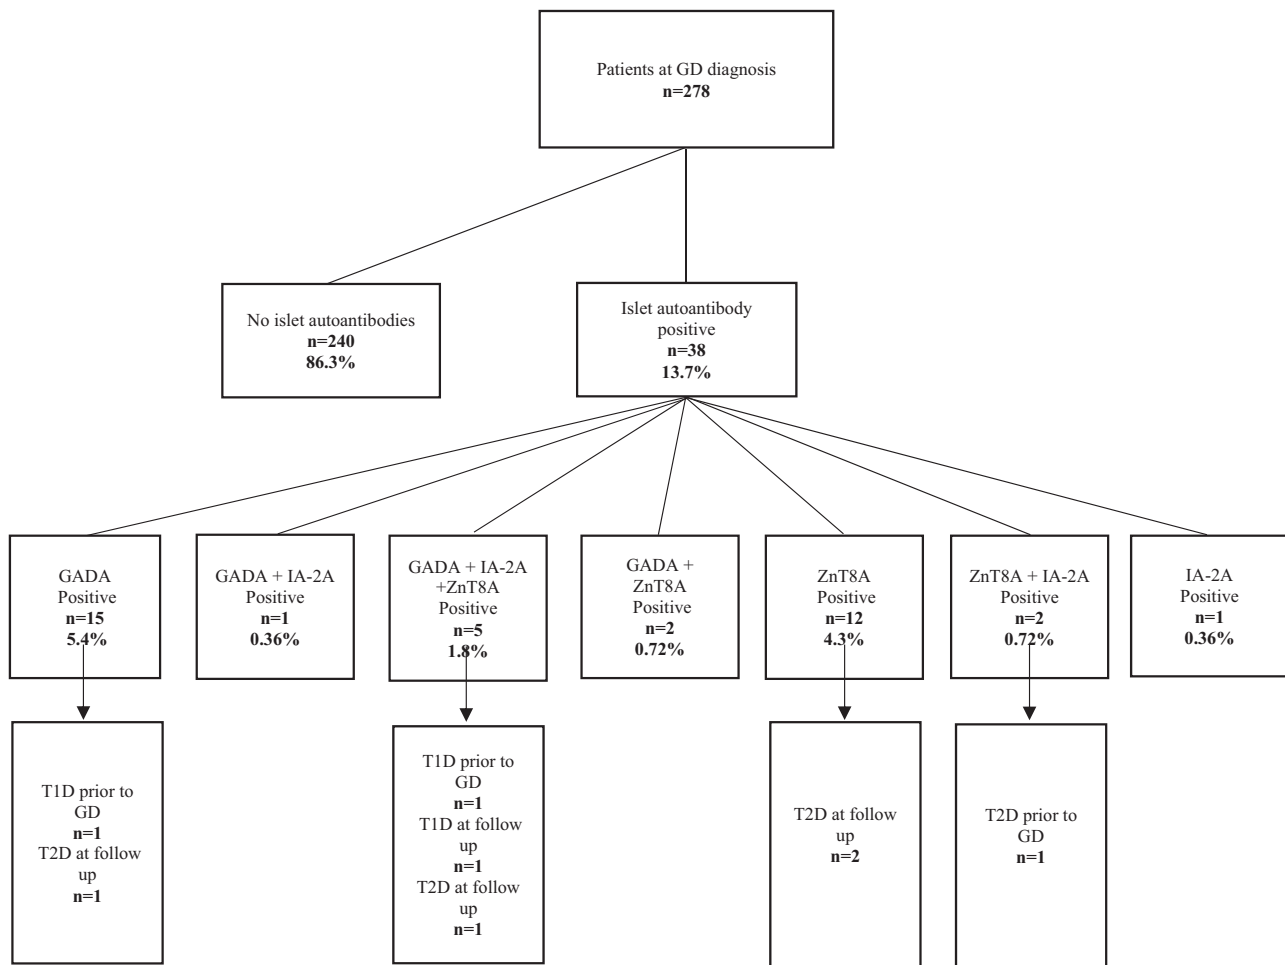 Patients at GD diagnosis
n=278
No islet autoantibodies
n=240
86.3%
Islet autoantibody
positive
n=38
13.7%
GADA
Positive
n=15
5.4%
GADA + IA-2A
Positive
n=1
0.36%
GADA + IA-2A
+ZnT8A
Positive
n=5
1.8%
GADA +
ZnT8A
Positive
n=2
0.72%
ZnT8A
Positive
n=12
4.3%
ZnT8A + IA-2A
Positive
n=2
0.72%
IA-2A
Positive
n=1
0.36%
T1D prior to
GD
n=1
T2D at follow
up
n=1
T1D prior to
GD
n=1
T1D at follow
up
n=1
T2D at follow
up
n=1
T2D at follow
up
n=2
T2D prior to
GD
n=1